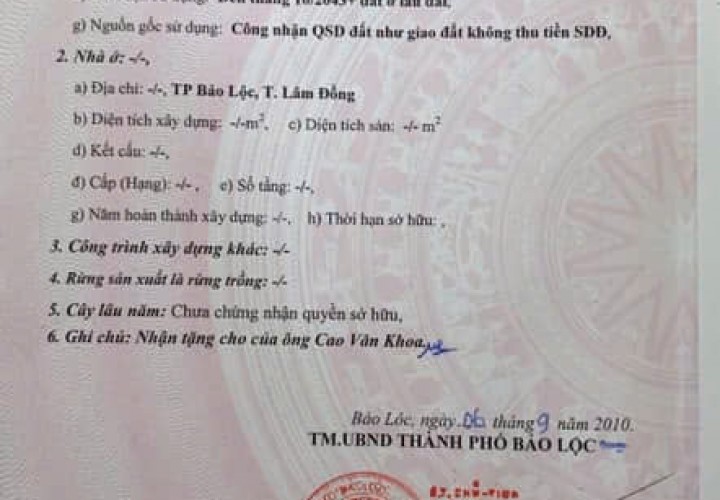 đất ở lâu dài,
g) Nguồn gốc sử dụng: Công nhận QSD đất như giao đất không thu tiền SDĐ,
2. Nhà ở: -/-,
a) Địa chỉ: -/-, TP Bảo Lộc, T. Lâm Đồng
b) Diện tích xây dựng: -/-m², c) Diện tích sàn: -/- m²
d) Kết cấu: -/-,
đ) Cấp (Hạng): -/- , e) Số tầng: -/-,
g) Năm hoàn thành xây dựng: -/-, h) Thời hạn sở hữu: ,
3. Công trình xây dựng khác: -/-
4. Rừng sản xuất là rừng trồng: -/-
5. Cây lâu năm: Chưa chứng nhận quyền sở hữu,
6. Ghi chú: Nhận tặng cho của ông Cao Văn Khoa,
Bảo Lộc, ngày 06 tháng 9 năm 2010.
TM.UBND THÀNH PHỐ BẢO LỘC